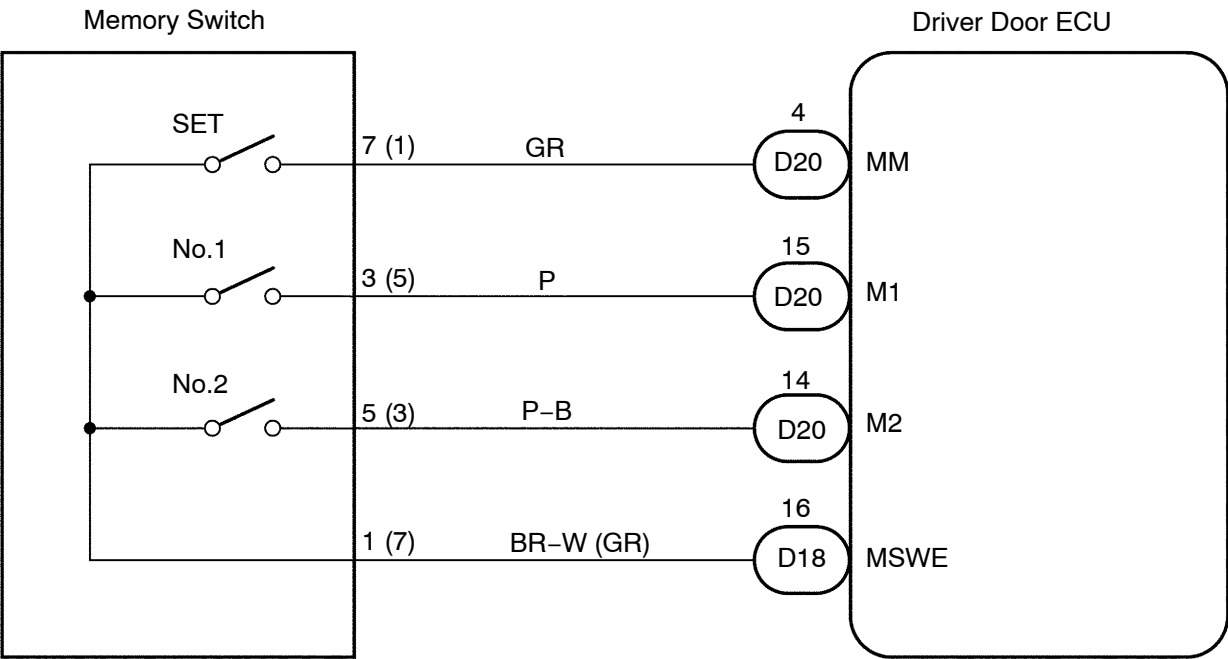 Memory Switch
Driver Door ECU
SET
7 (1)
GR
4
D20
MM
No.1
3 (5)
P
15
D20
M1
No.2
5 (3)
P−B
14
D20
M2
1 (7)
BR−W (GR)
16
D18
MSWE